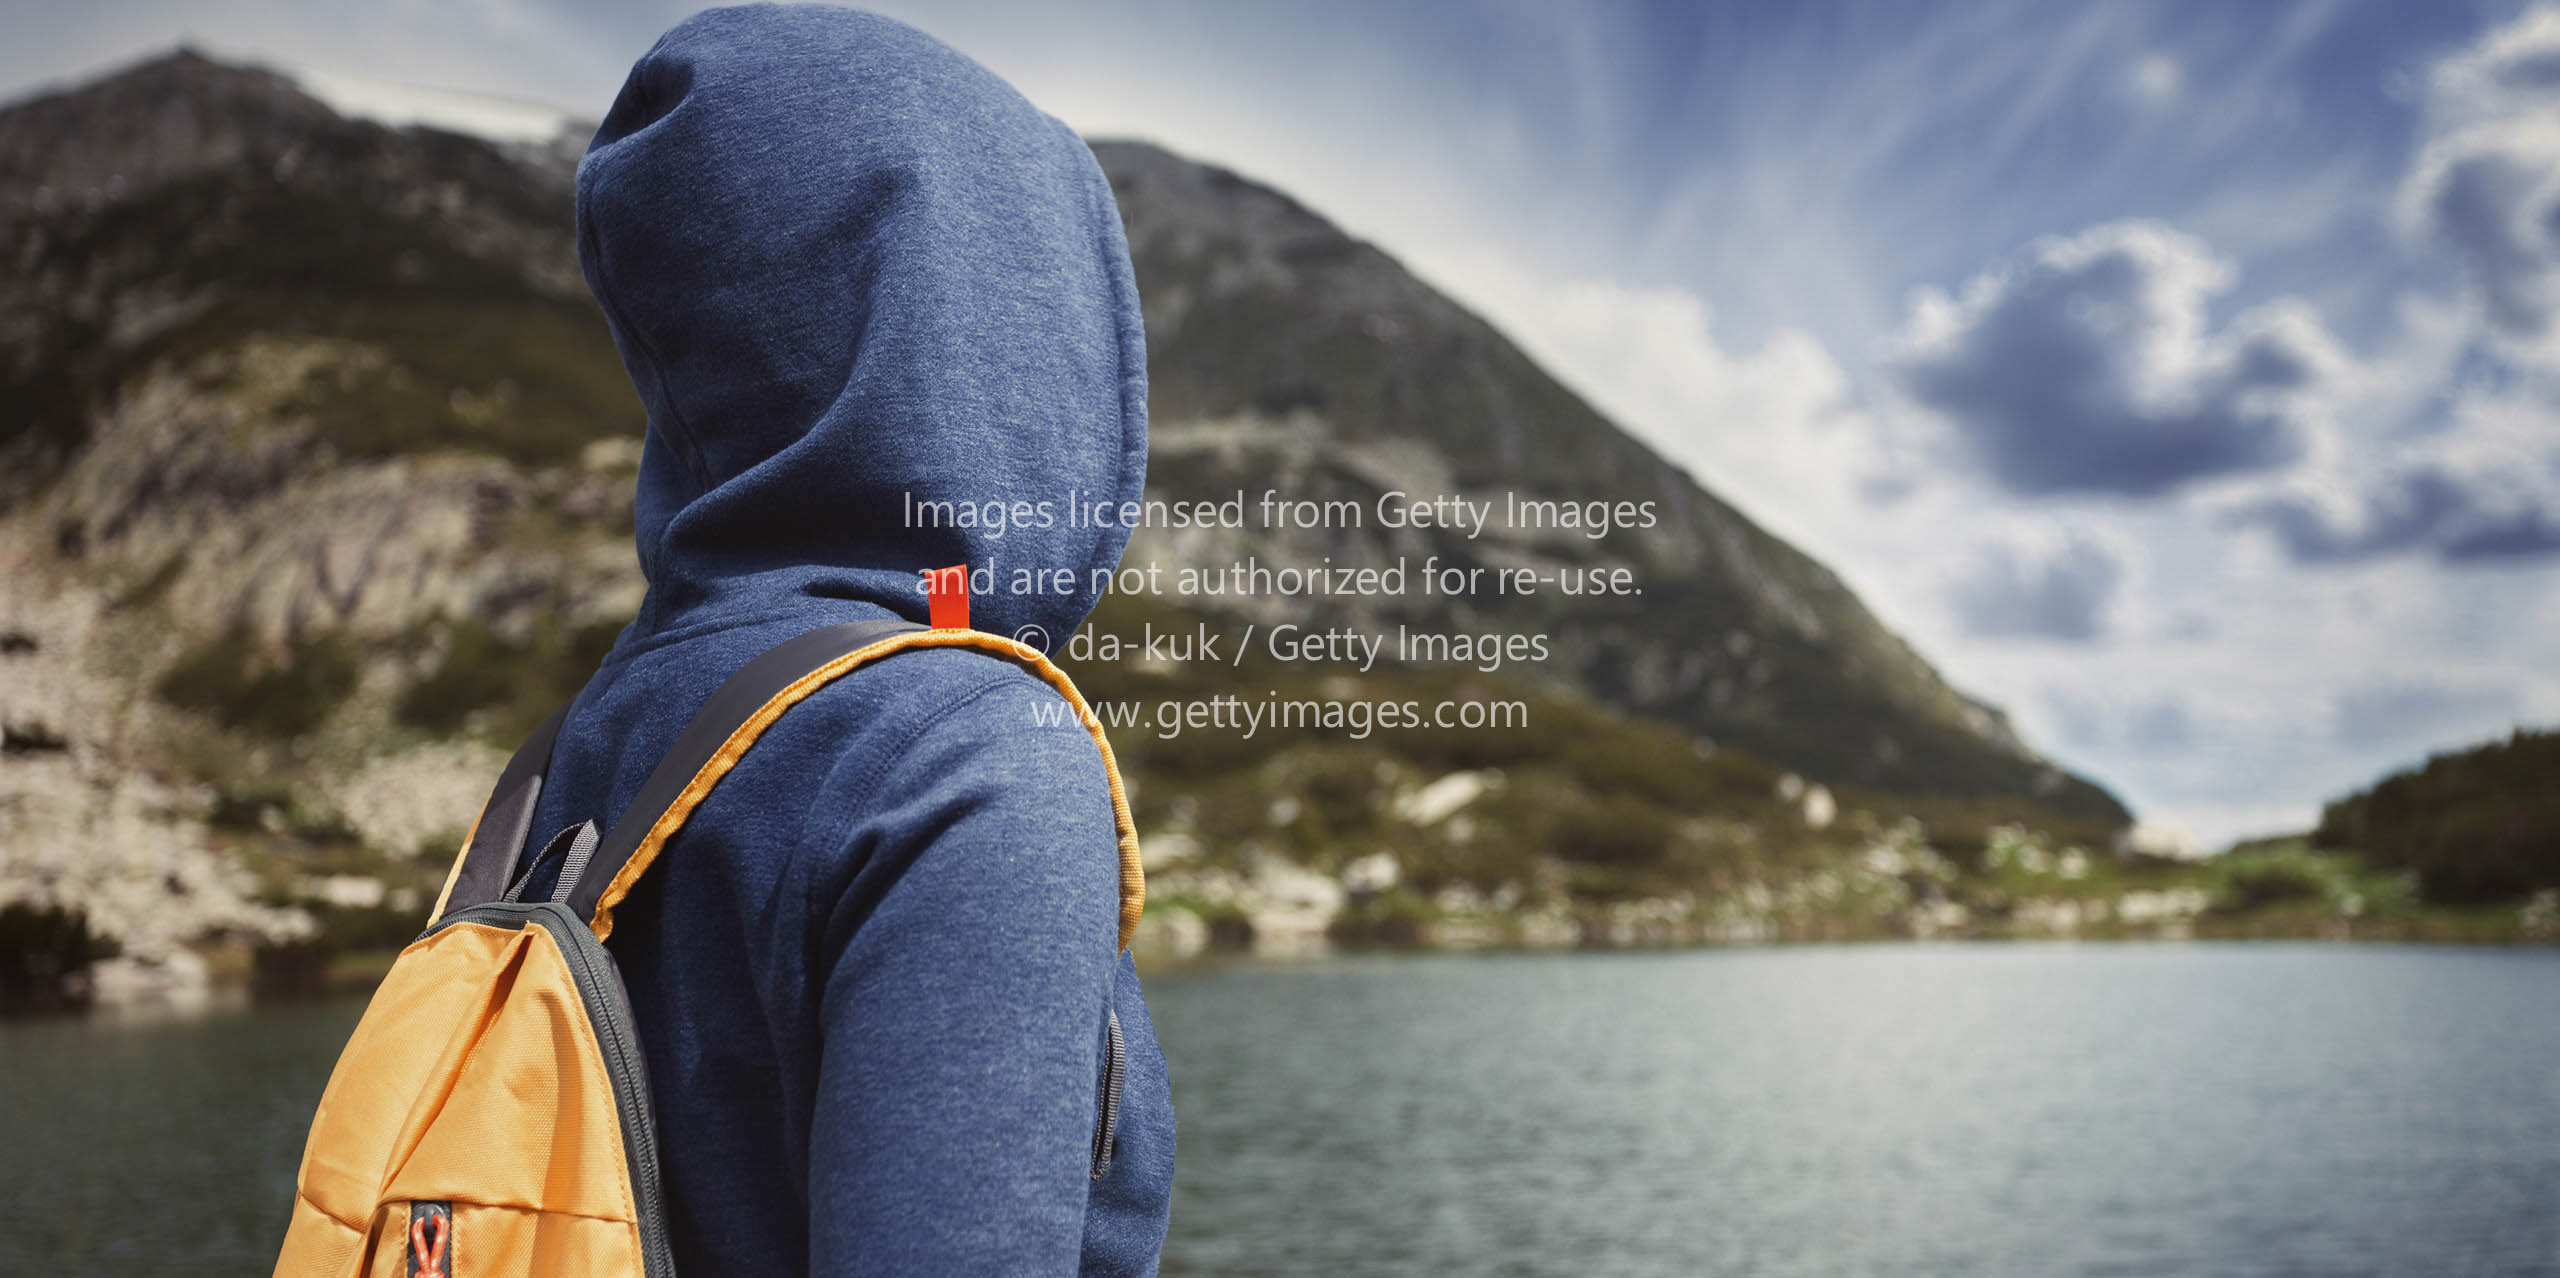 Images licensed from Getty Images
and are not authorized for re-use.
© da-kuk / Getty Images
www.gettyimages.com